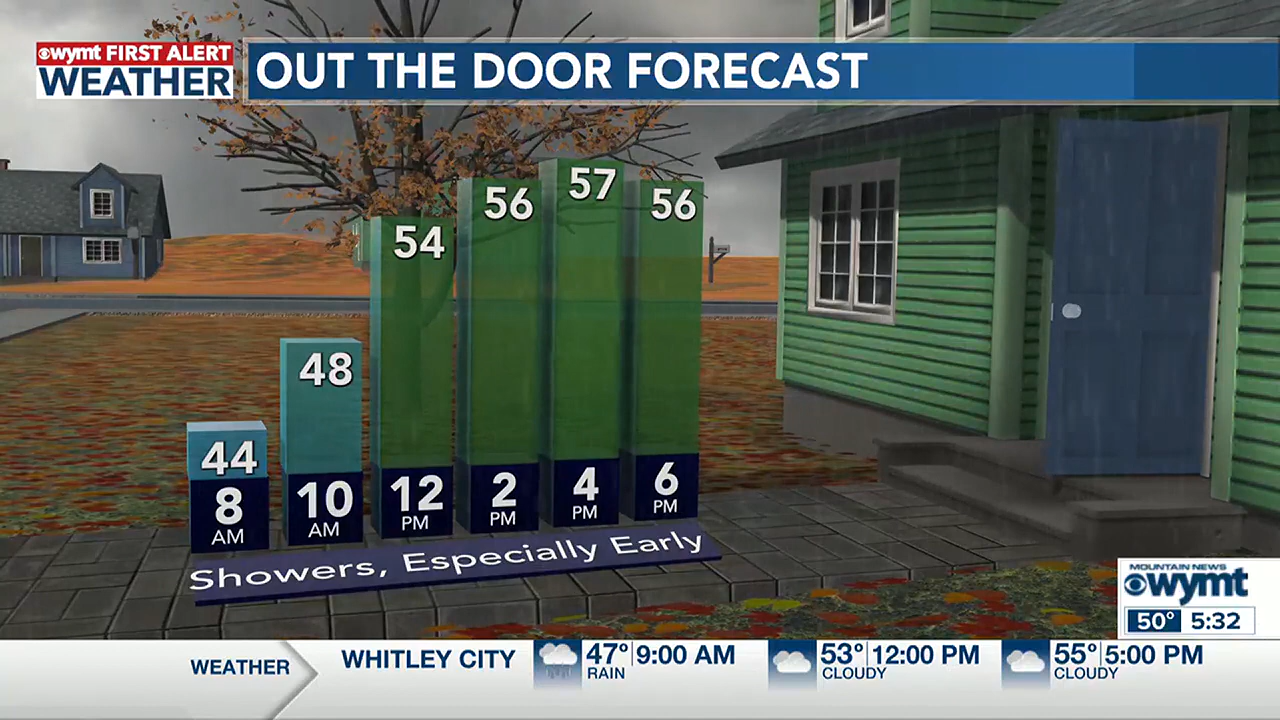 wymt FIRST ALERT
WEATHER
OUT THE DOOR FORECAST
44
48
54
56
57
56
8
AM
10
AM
12
PM
2
PM
4
PM
6
PM
Showers, Especially Early
MOUNTAIN NEWS
wymt
50° 5:32
WEATHER
WHITLEY CITY
47° 9:00 AM
RAIN
53° 12:00 PM
CLOUDY
55° 5:00 PM
CLOUDY